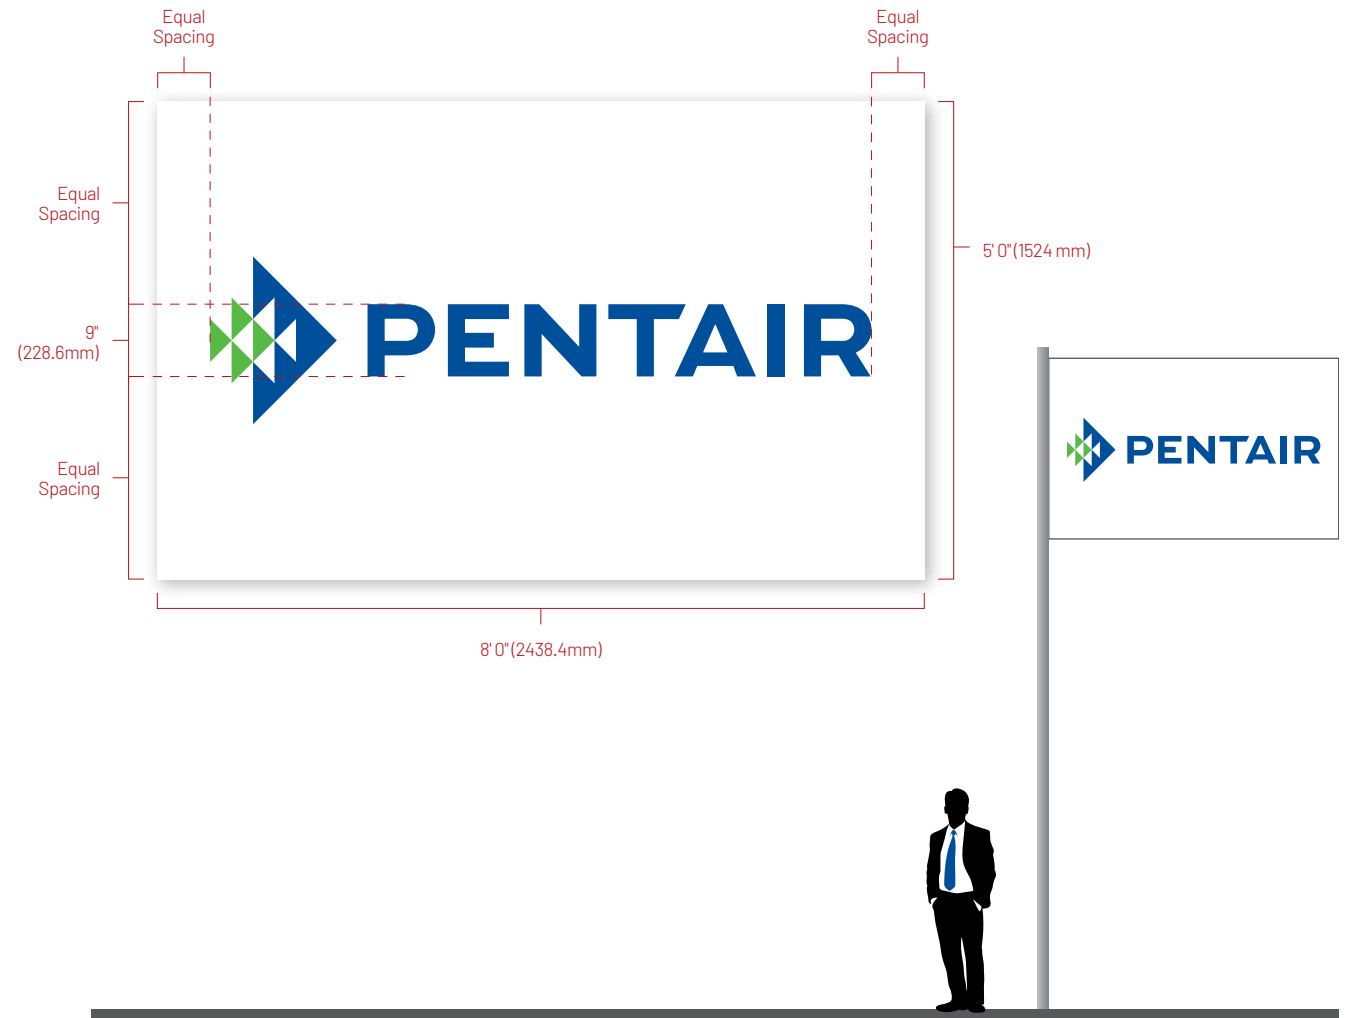 Equal
Spacing
Equal
Spacing
Equal
Spacing
5' 0" (1524 mm)
9"
(228.6mm)
PENTAIR
PENTAIR
Equal
Spacing
8' 0" (2438.4mm)